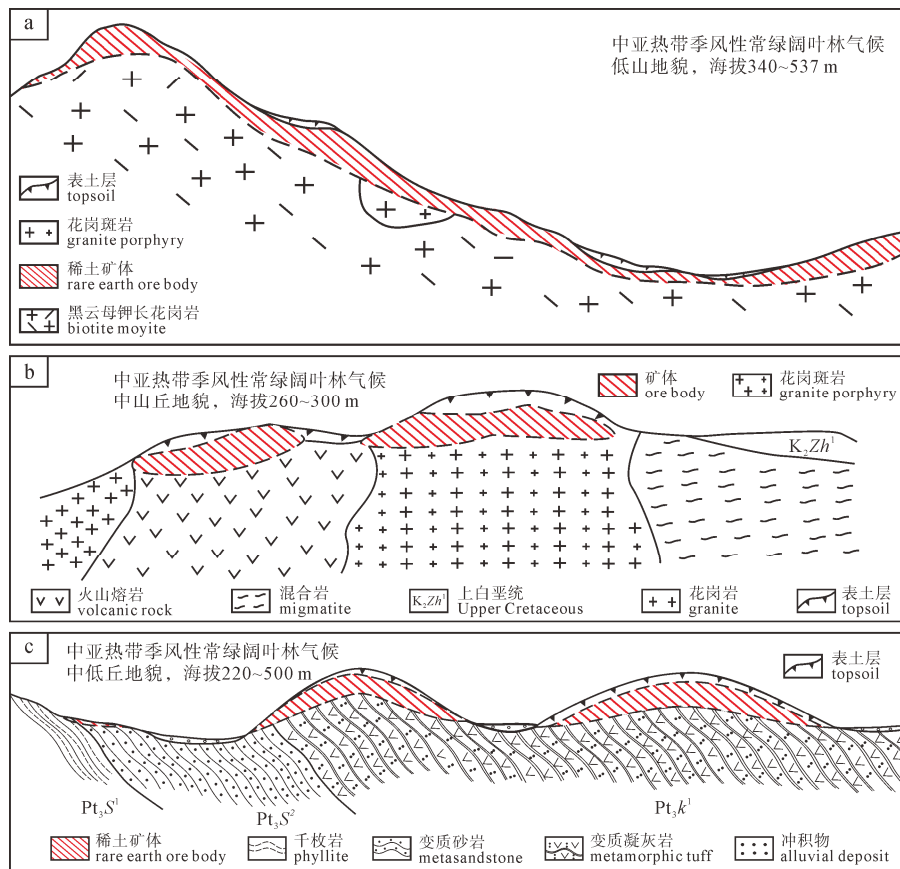 a
中亚热带季风性常绿阔叶林气候
低山地貌，海拔340~537 m
表土层
topsoil
花岗斑岩
granite porphyry
稀土矿体
rare earth ore body
黑云母钾长花岗岩
biotite moyite
b
中亚热带季风性常绿阔叶林气候
中山丘地貌，海拔260~300 m
矿体
ore body
花岗斑岩
granite porphyry
K₂Zh¹
火山熔岩
volcanic rock
混合岩
migmatite
K₂Zh¹
上白亚统
Upper Cretaceous
花岗岩
granite
表土层
topsoil
c
中亚热带季风性常绿阔叶林气候
中低丘地貌，海拔220~500 m
表土层
topsoil
Pt₃S¹
Pt₃S²
Pt₃k¹
稀土矿体
rare earth ore body
千枚岩
phyllite
变质砂岩
metasandstone
变质凝灰岩
metamorphic tuff
冲积物
alluvial deposit